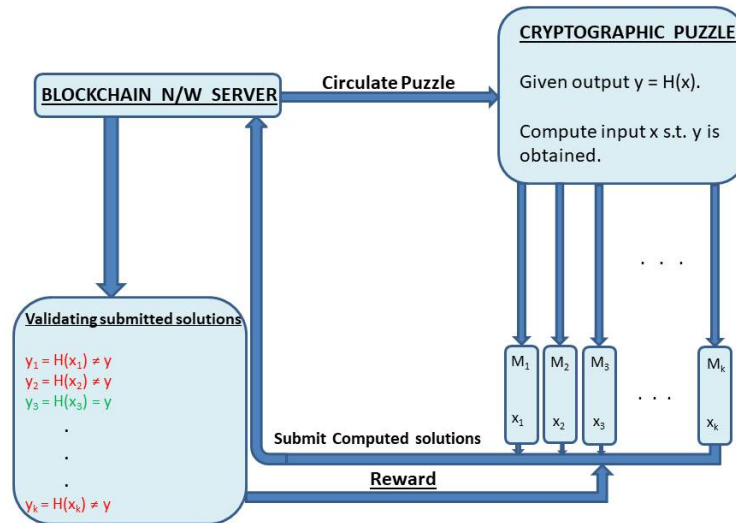 CRYPTOGRAPHIC PUZZLE
Given output y = H(x).
Compute input x s.t. y is
obtained.
BLOCKCHAIN N/W SERVER
Circulate Puzzle
Validating submitted solutions
y₁ = H(x₁) ≠ y
y₂ = H(x₂) ≠ y
y₃ = H(x₃) = y
.
.
.
yₖ = H(xₖ) ≠ y
. . .
M₁ M₂ M₃ . . . Mₖ
x₁ x₂ x₃ xₖ
Submit Computed solutions
Reward